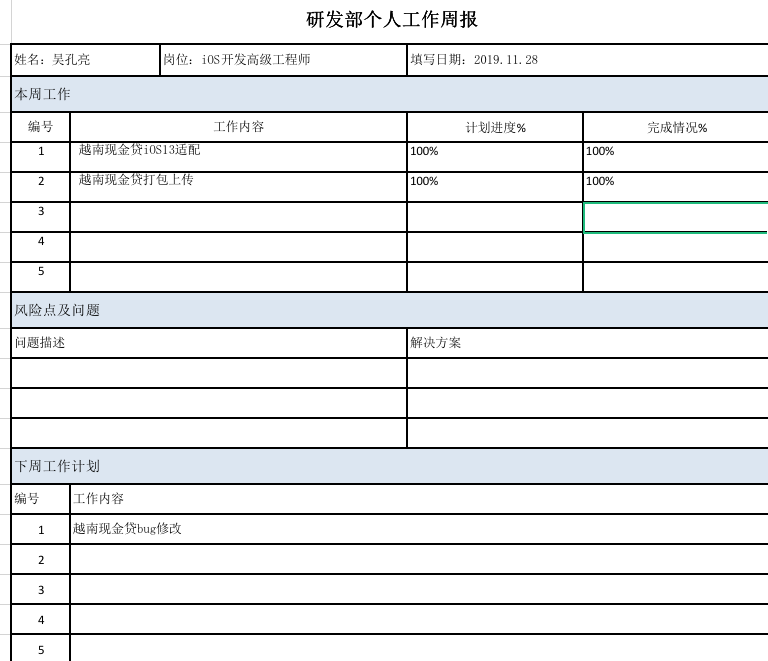 研发部个人工作周报
姓名：吴孔亮 岗位：iOS开发高级工程师 填写日期：2019.11.28
本周工作
编号 工作内容 计划进度% 完成情况%
1 越南现金贷iOS13适配 100% 100%
2 越南现金贷打包上传 100% 100%
3
4
5
风险点及问题
问题描述 解决方案
下周工作计划
编号 工作内容
1 越南现金贷bug修改
2
3
4
5